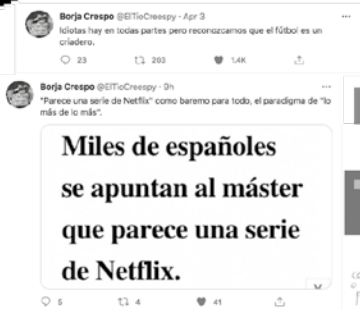 Borja Crespo @ElTioCreespy · Apr 3
Idiotas hay en todas partes pero reconozcamos que el fútbol es un
criadero.
23 203 1,4K
Borja Crespo @ElTioCreespy · 9h
"Parece una serie de Netflix" como baremo para todo, el paradigma de "lo
más de lo más".
Miles de españoles
se apuntan al máster
que parece una serie
de Netflix.
5 4 41